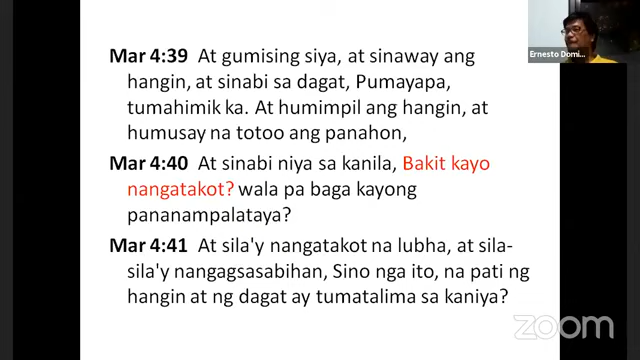 Mar 4:39 At gumising siya, at sinaway ang
hangin, at sinabi sa dagat, Pumayapa,
tumahimik ka. At humimpil ang hangin, at
humusay na totoo ang panahon,
Mar 4:40 At sinabi niya sa kanila, Bakit kayo
nangatakot? wala pa baga kayong
pananampalataya?
Mar 4:41 At sila'y nangatakot na lubha, at sila-
sila'y nangagsasabihan, Sino nga ito, na pati ng
hangin at ng dagat ay tumatalima sa kaniya?
Ernesto Domi...
zoom